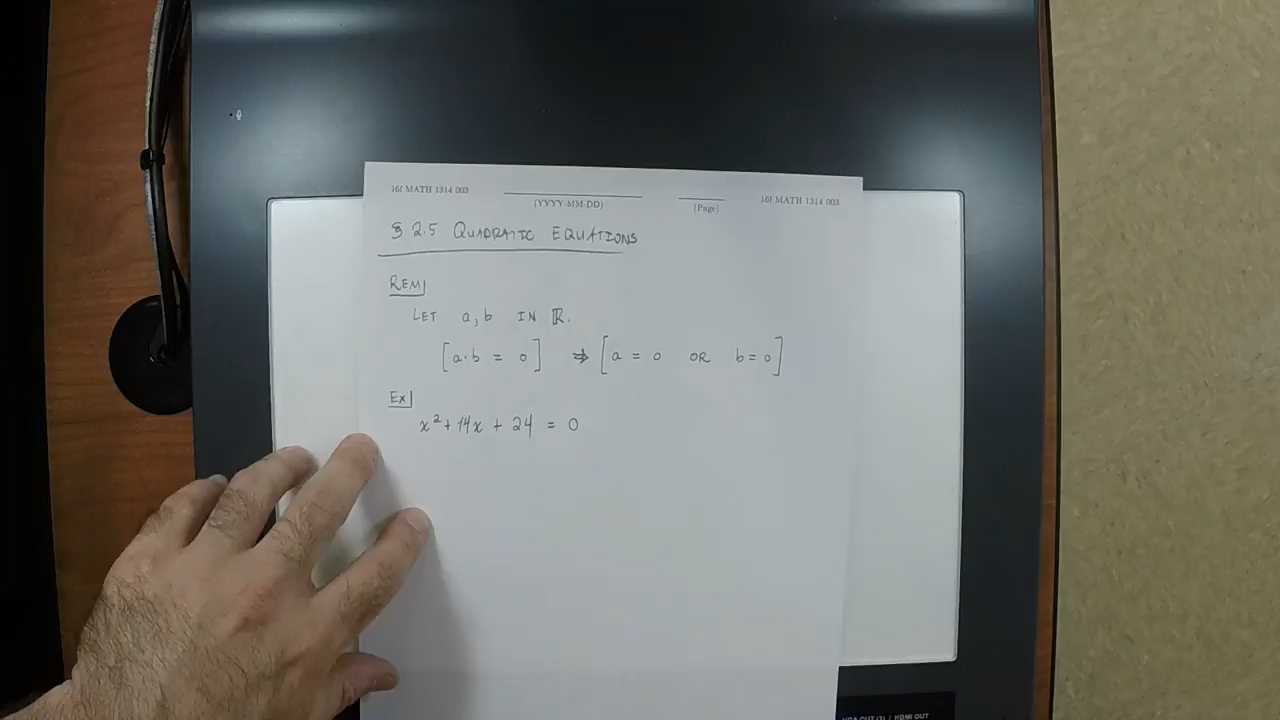 16f MATH 1314 003
(YYYY-MM-DD)
(Page)
16f MATH 1314 003
§ 2.5 QUADRATIC EQUATIONS
REM
LET a, b IN ℝ.
[a·b = 0] ⇒ [a = 0 OR b = 0]
Ex
x² + 14x + 24 = 0